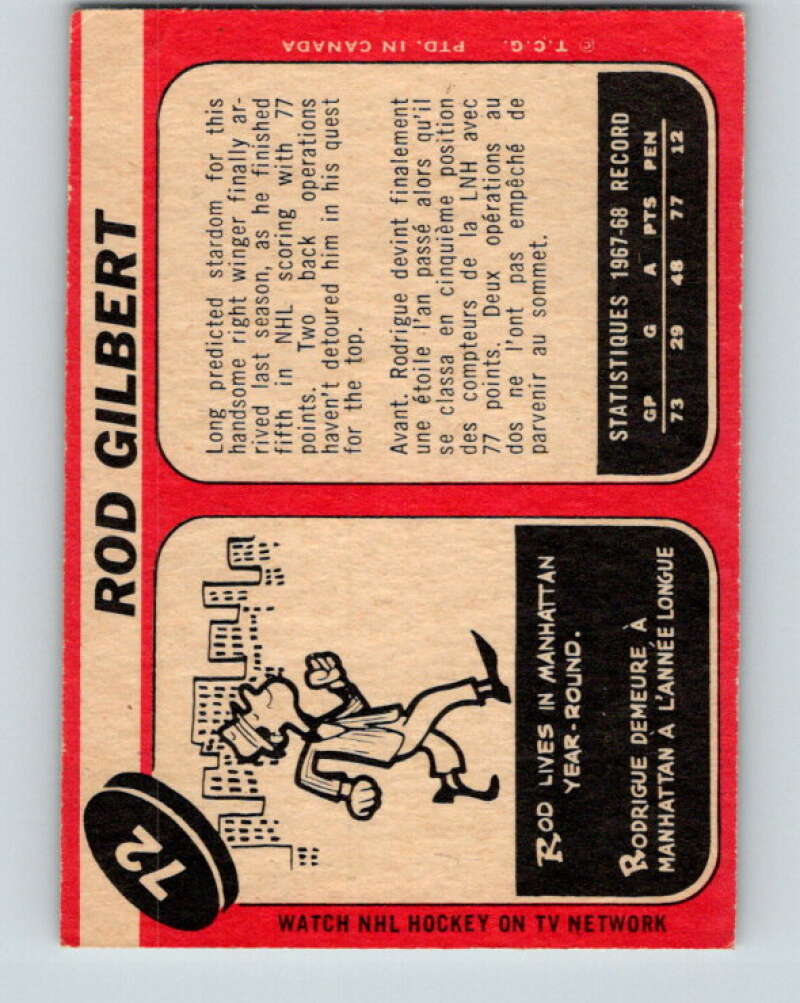 72
ROD GILBERT
WATCH NHL HOCKEY ON TV NETWORK
ROD LIVES IN MANHATTAN
YEAR-ROUND.
RODRIGUE DEMEURE À
MANHATTAN À L'ANNÉE LONGUE
Long predicted stardom for this
handsome right winger finally ar-
rived last season, as he finished
fifth in NHL scoring with 77
points. Two back operations
haven't detoured him in his quest
for the top.
Avant. Rodrigue devint finalement
une étoile l'an passé alors qu'il
se classa en cinquième position
des compteurs de la LNH avec
77 points. Deux opérations au
dos ne l'ont pas empêché de
parvenir au sommet.
STATISTIQUES 1967-68 RECORD
GP G A PTS PEN
73 29 48 77 12
© T.C.G. PTD. IN CANADA